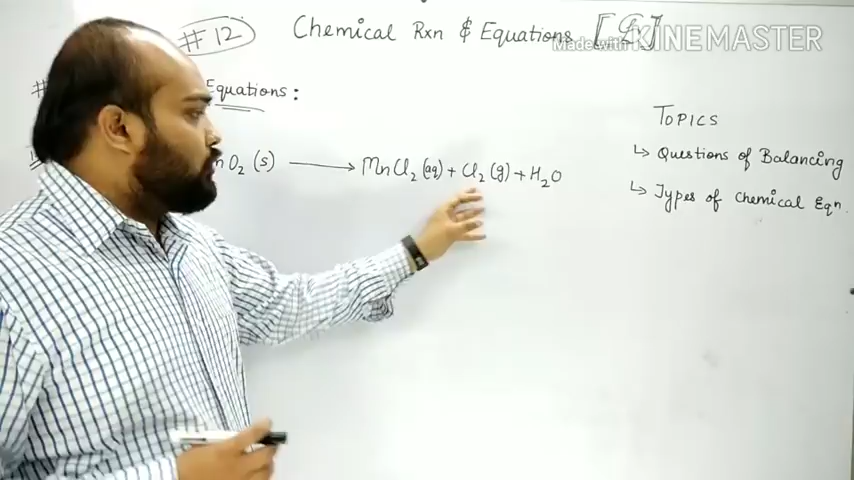 #12 Chemical Rxn & Equations [L]
Made with KINEMASTER
# Equations :
TOPICS
↳ Questions of Balancing
↳ Types of Chemical Eqn.
nO₂ (s) ⟶ MnCl₂ (aq) + Cl₂ (g) + H₂O